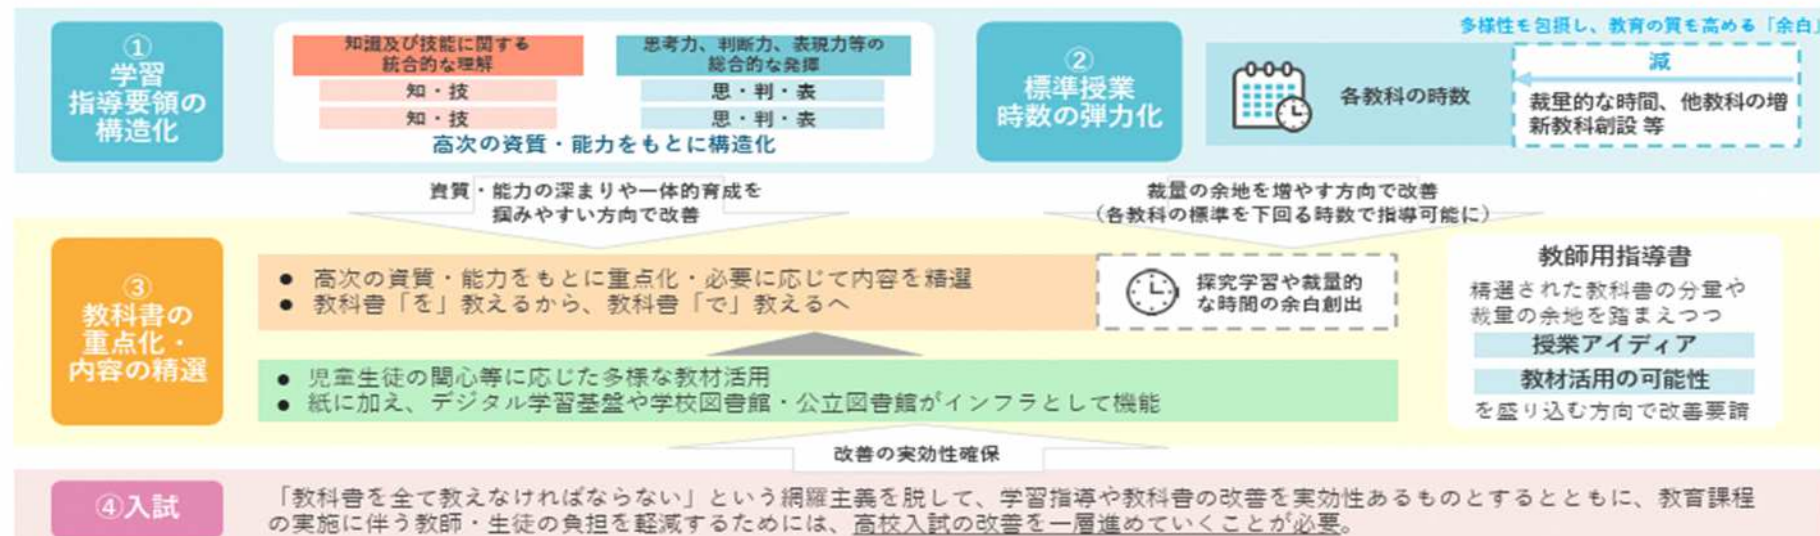 ①
学習
指導要領の
構造化
知識及び技能に関する
統合的な理解
知・技
知・技
思考力、判断力、表現力等の
総合的な発揮
思・判・表
思・判・表
高次の資質・能力をもとに構造化
②
標準授業
時数の弾力化
多様性を包摂し、教育の質を高める「余白」
各教科の時数
減
裁量的な時間、他教科の増
新教科創設 等
資質・能力の深まりや一体的育成を
掴みやすい方向で改善
裁量の余地を増やす方向で改善
（各教科の標準を下回る時数で指導可能に）
③
教科書の
重点化・
内容の精選
● 高次の資質・能力をもとに重点化・必要に応じて内容を精選
● 教科書「を」教えるから、教科書「で」教えるへ
探究学習や裁量的
な時間の余白創出
● 児童生徒の関心等に応じた多様な教材活用
● 紙に加え、デジタル学習基盤や学校図書館・公立図書館がインフラとして機能
教師用指導書
精選された教科書の分量や
裁量の余地を踏まえつつ
授業アイディア
教材活用の可能性
を盛り込む方向で改善要請
改善の実効性確保
④入試
「教科書を全て教えなければならない」という網羅主義を脱して、学習指導や教科書の改善を実効性あるものとするとともに、教育課程
の実施に伴う教師・生徒の負担を軽減するためには、高校入試の改善を一層進めていくことが必要。